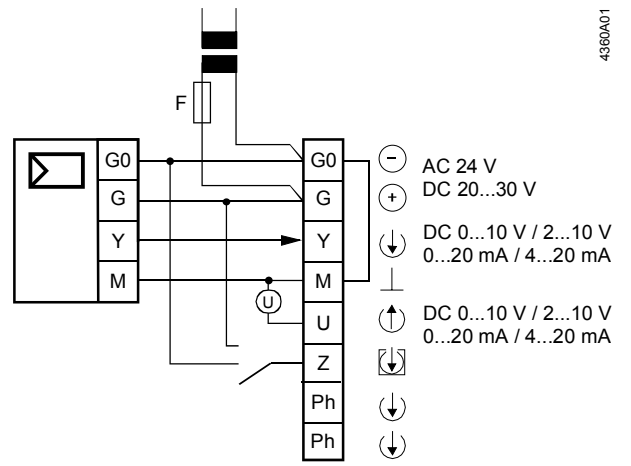 4360A01
F
G0
G
Y
M
G0
G
Y
M
U
Z
Ph
Ph
U
AC 24 V
DC 20...30 V
DC 0...10 V / 2...10 V
0...20 mA / 4...20 mA
DC 0...10 V / 2...10 V
0...20 mA / 4...20 mA